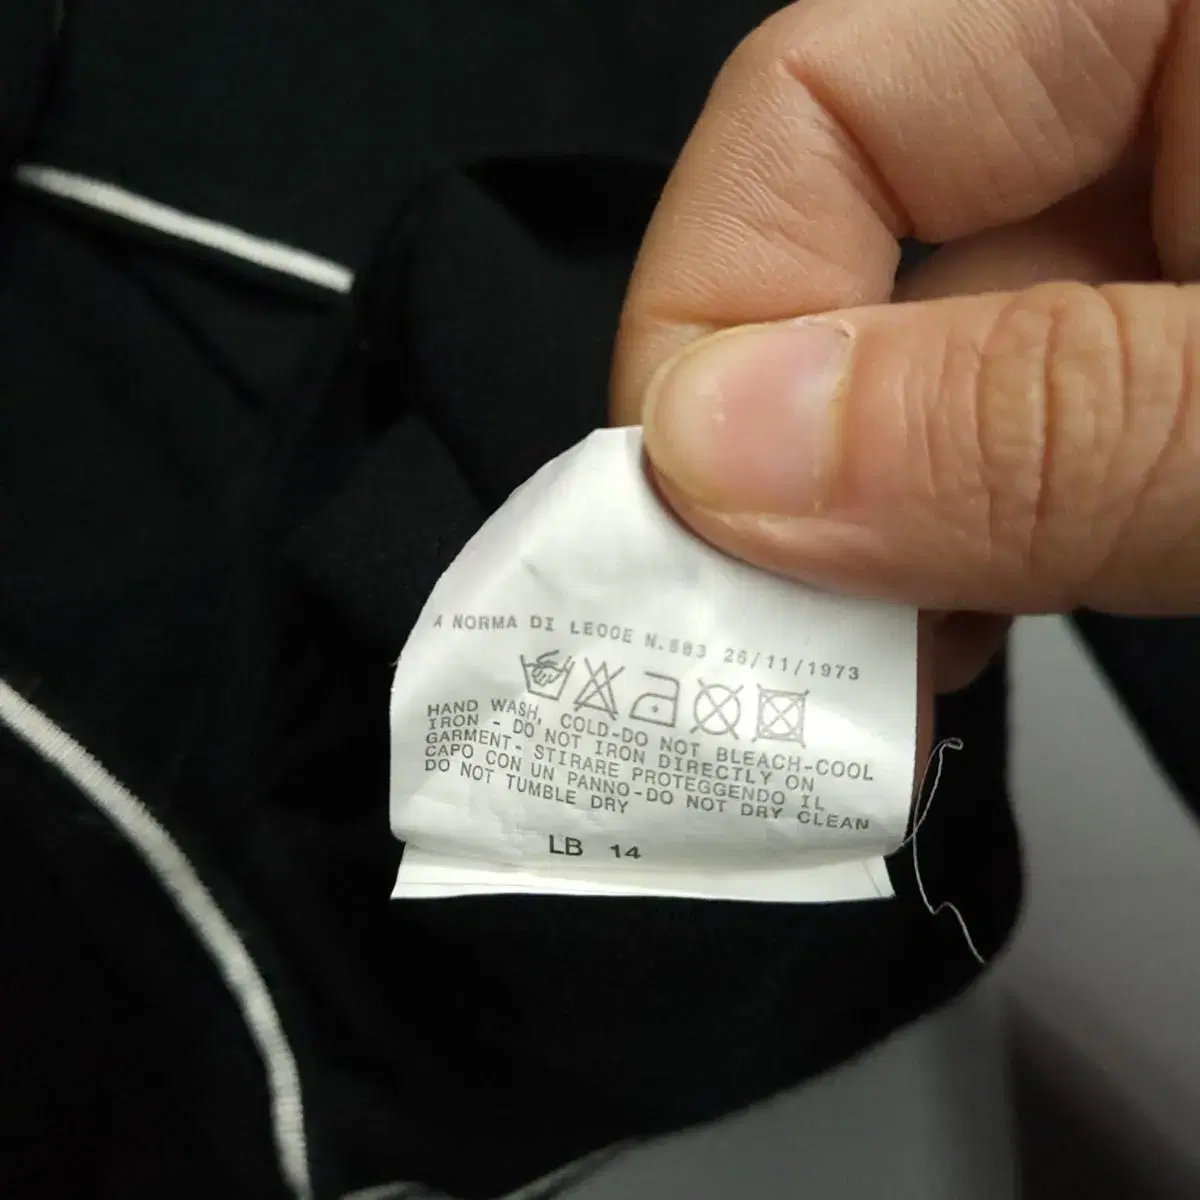 A NORMA DI LEGGE N.883 26/11/1973
HAND WASH, COLD-DO NOT BLEACH-COOL
IRON - DO NOT IRON DIRECTLY ON
GARMENT- STIRARE PROTEGGENDO IL
CAPO CON UN PANNO-DO NOT DRY CLEAN
DO NOT TUMBLE DRY
LB 14